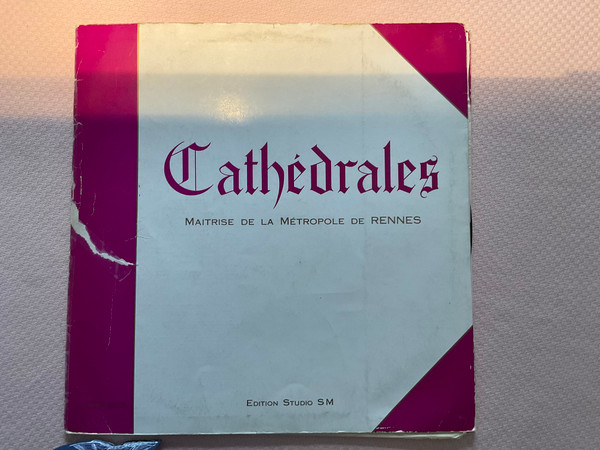 Cathédrales
Maitrise de la Métropole de RENNES
Edition Studio SM